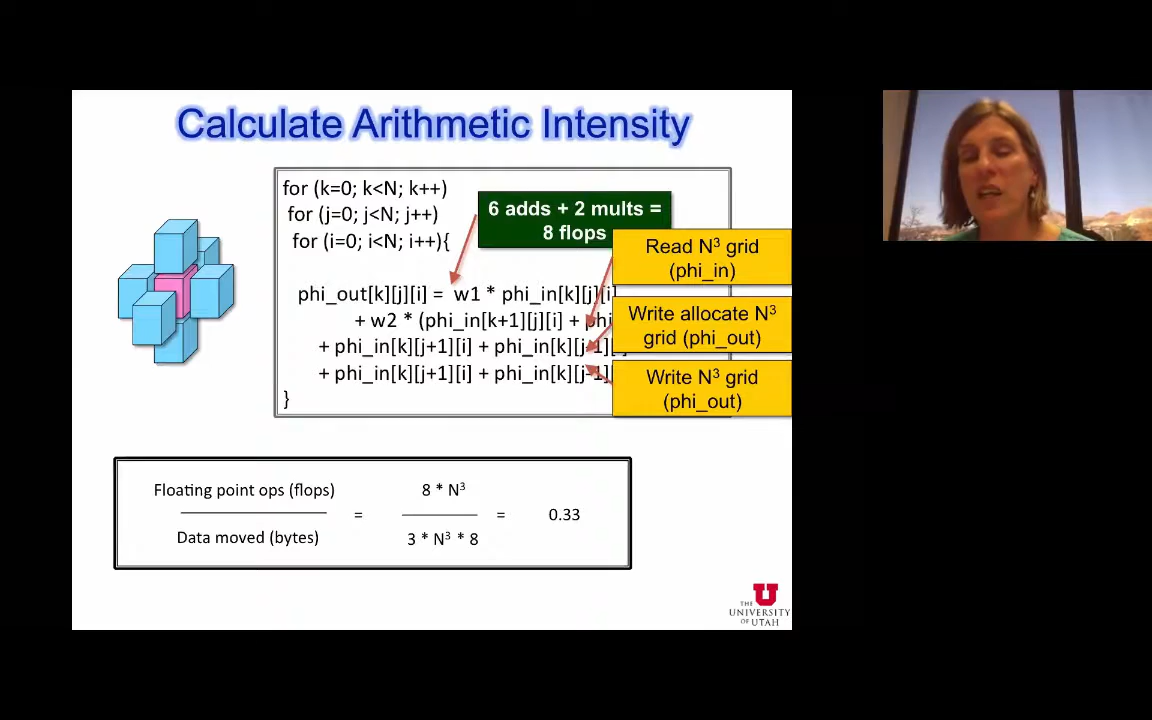 Calculate Arithmetic Intensity
for (k=0; k<N; k++)
for (j=0; j<N; j++)
for (i=0; i<N; i++){
6 adds + 2 mults =
8 flops
Read N³ grid
(phi_in)
phi_out[k][j][i] = w1 * phi_in[k][j][i]
+ w2 * (phi_in[k+1][j][i] +
Write allocate N³
grid (phi_out)
+ phi_in[k][j+1][i] + phi_in[k][j-1]
+ phi_in[k][j+1][i] + phi_in[k][j-1]
Write N³ grid
(phi_out)
}
Floating point ops (flops)
Data moved (bytes)
=
8 * N³
3 * N³ * 8
=
0.33
THE
UNIVERSITY
OF UTAH